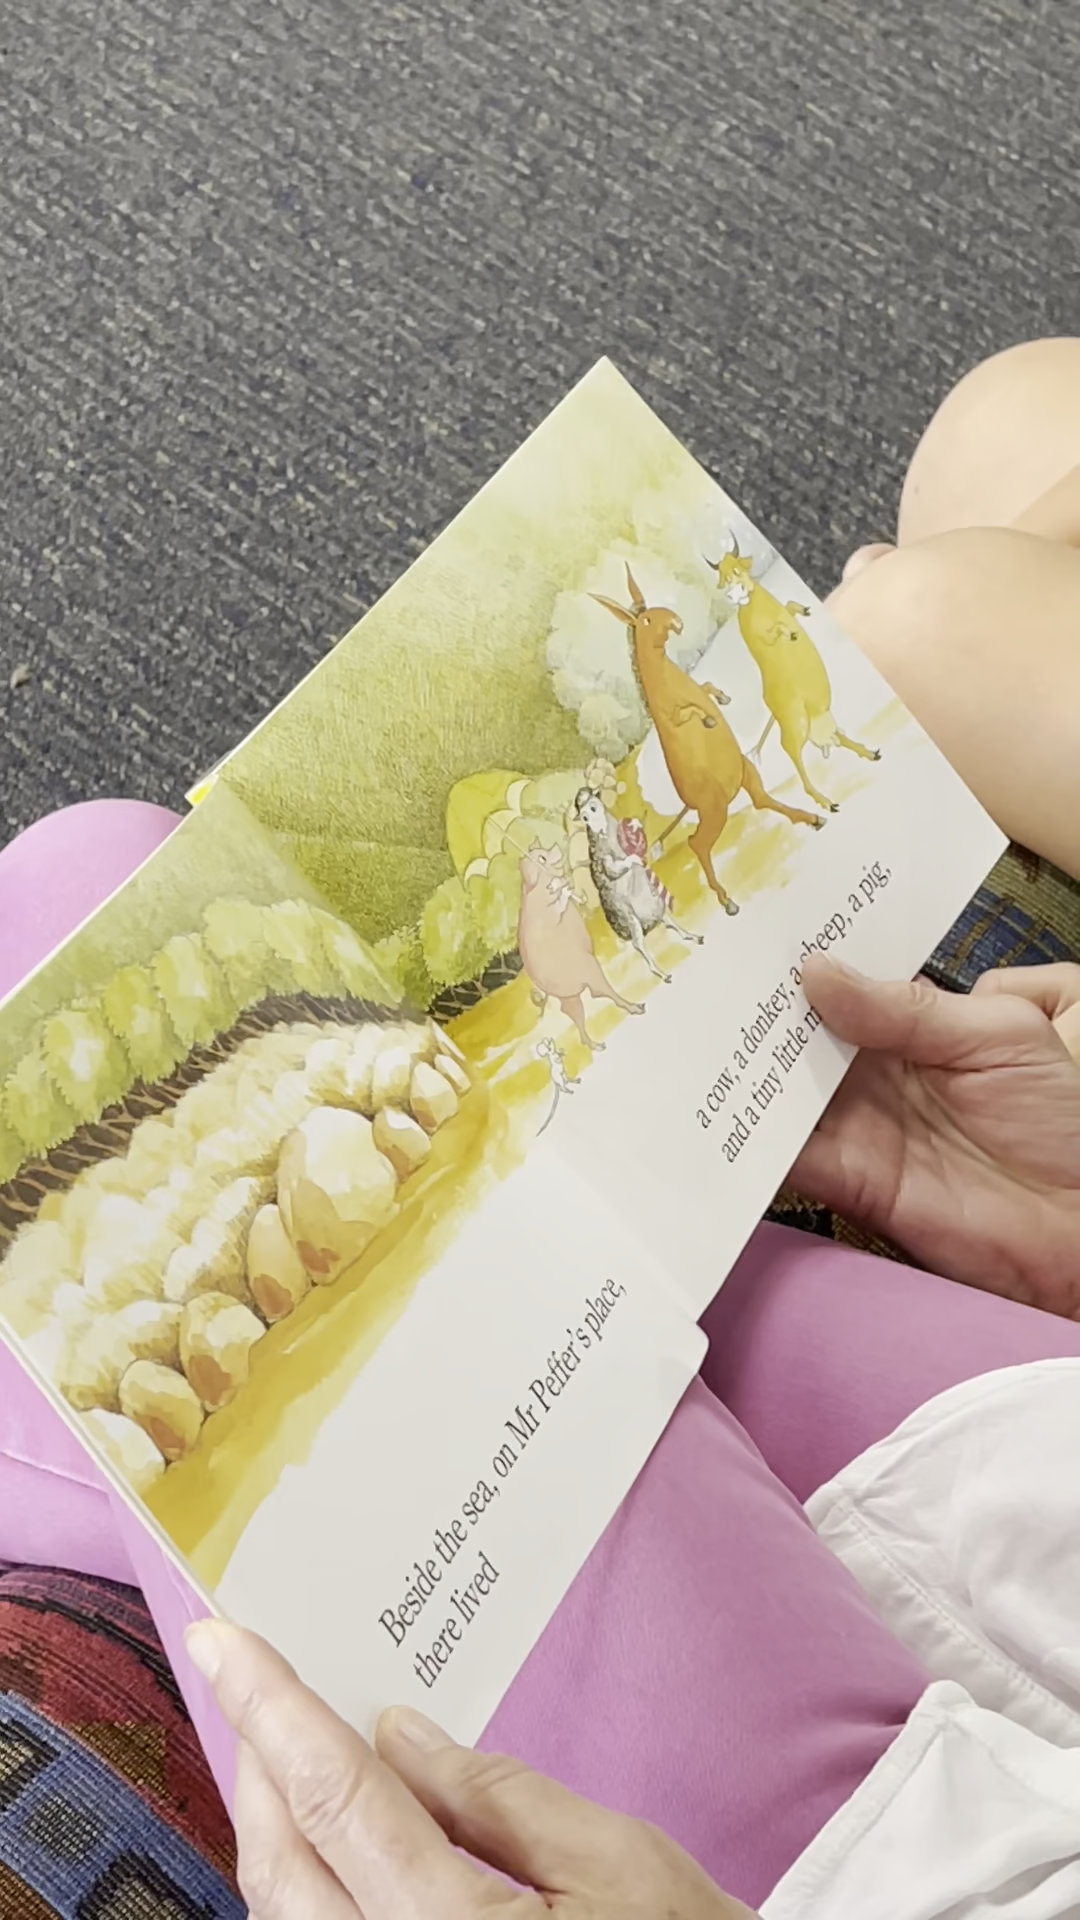 Beside the sea, on Mr Peffer's place,
there lived
a cow, a donkey, a sheep, a pig,
and a tiny little